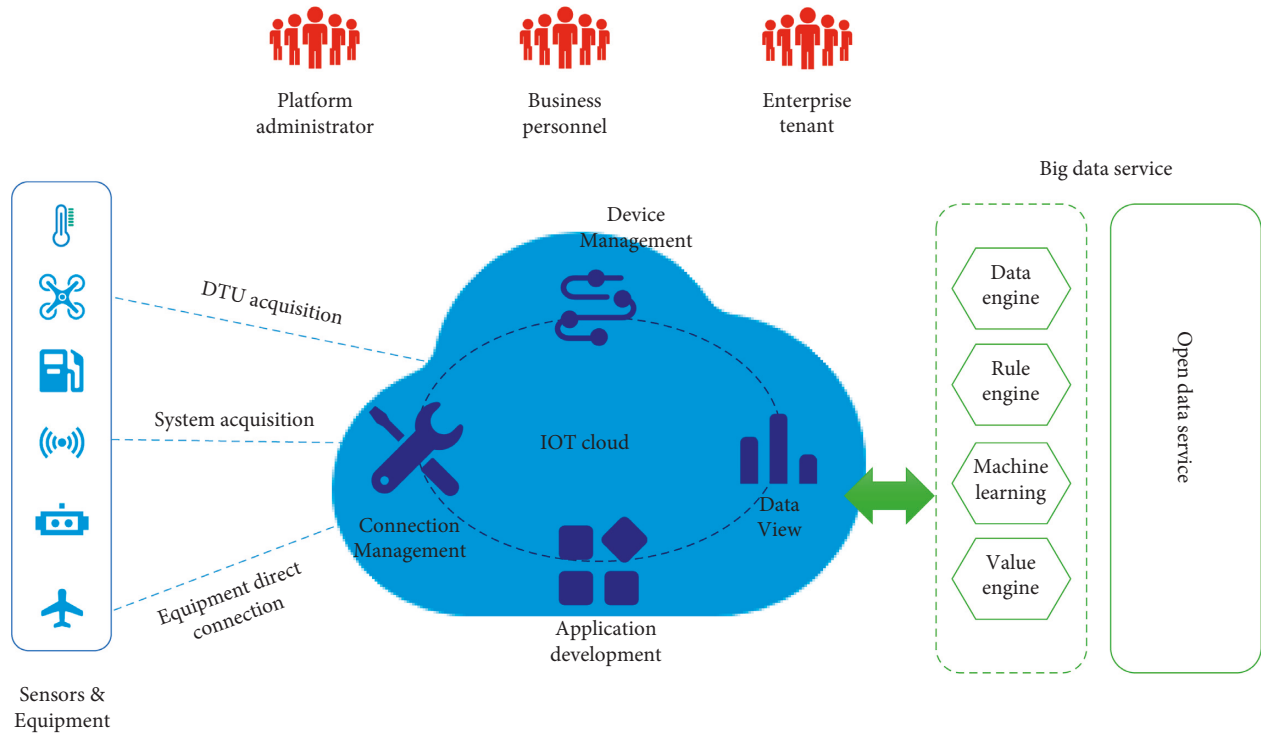 Platform
administrator
Business
personnel
Enterprise
tenant
Big data service
Device
Management
DTU acquisition
System acquisition
Equipment direct
connection
IOT cloud
Connection
Management
Data
View
Application
development
Data
engine
Rule
engine
Machine
learning
Value
engine
Open data service
Sensors &
Equipment